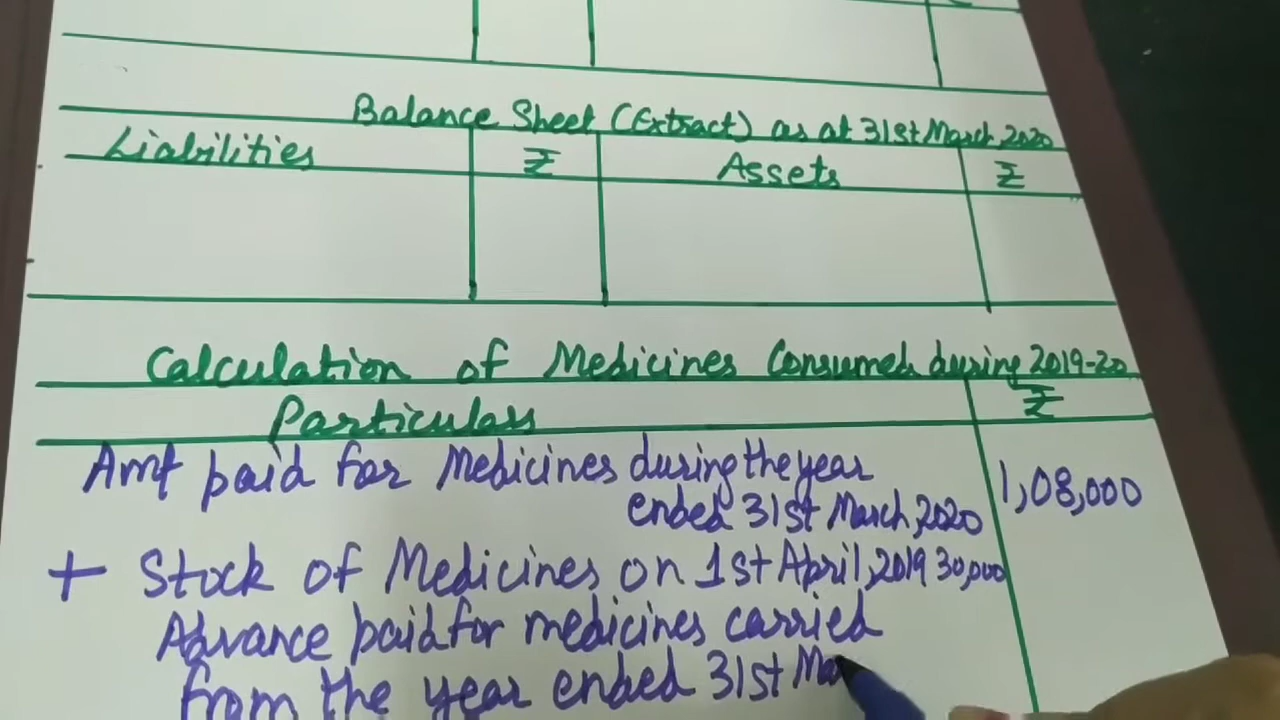 Balance Sheet (Extract) as at 31st March, 2020
Liabilities ₹ Assets ₹
Calculation of Medicines Consumed during 2019-20
Particulars ₹
Amt paid for Medicines during the year
ended 31st March, 2020 1,08,000
+ Stock of Medicines on 1st April, 2019 30,000
Advance paid for medicines carried
from the year ended 31st Ma